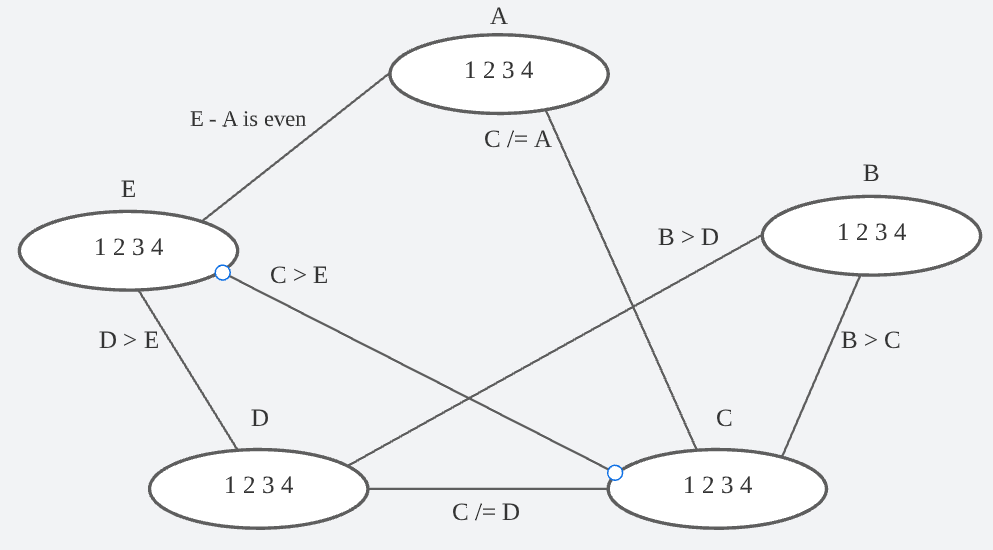 A
1 2 3 4
E - A is even
C /= A
B
E
1 2 3 4
B > D
1 2 3 4
C > E
D > E
B > C
D
C
1 2 3 4
1 2 3 4
C /= D